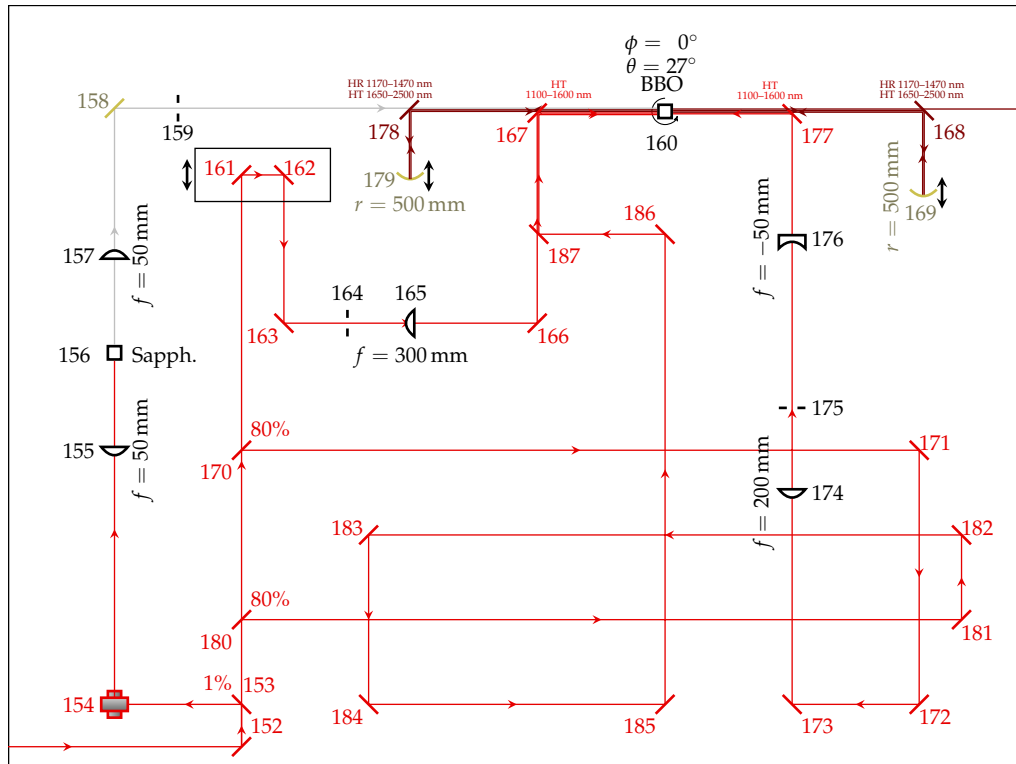 ϕ = 0°
θ = 27°
BBO
HR 1170–1470 nm
HT 1650–2500 nm
HT
1100–1600 nm
HT
1100–1600 nm
HR 1170–1470 nm
HT 1650–2500 nm
158
159
178
167
160
177
168
161
162
179
r = 500 mm
r = 500 mm
169
186
187
176
f = −50 mm
157
f = 50 mm
164
165
163
166
f = 300 mm
156
Sapph.
155
f = 50 mm
80%
170
175
171
174
f = 200 mm
183
182
80%
180
181
1%
153
154
152
184
185
173
172